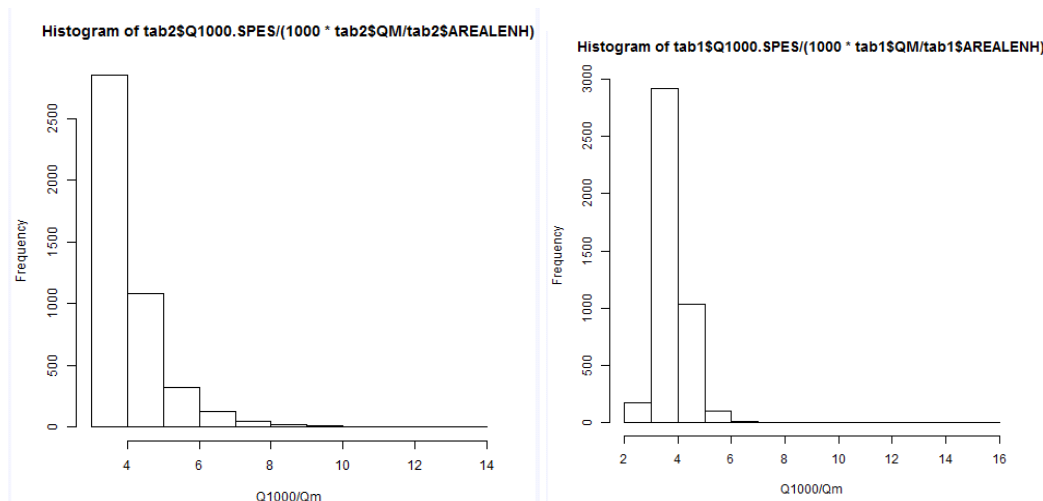 Histogram of tab2$Q1000.SPES/(1000 * tab2$QM/tab2$AREALENH)
Frequency
2500
2000
1500
1000
500
0
4 6 8 10 12 14
Q1000/Qm
Histogram of tab1$Q1000.SPES/(1000 * tab1$QM/tab1$AREALENH)
Frequency
3000
2500
2000
1500
1000
500
0
2 4 6 8 10 12 14 16
Q1000/Qm